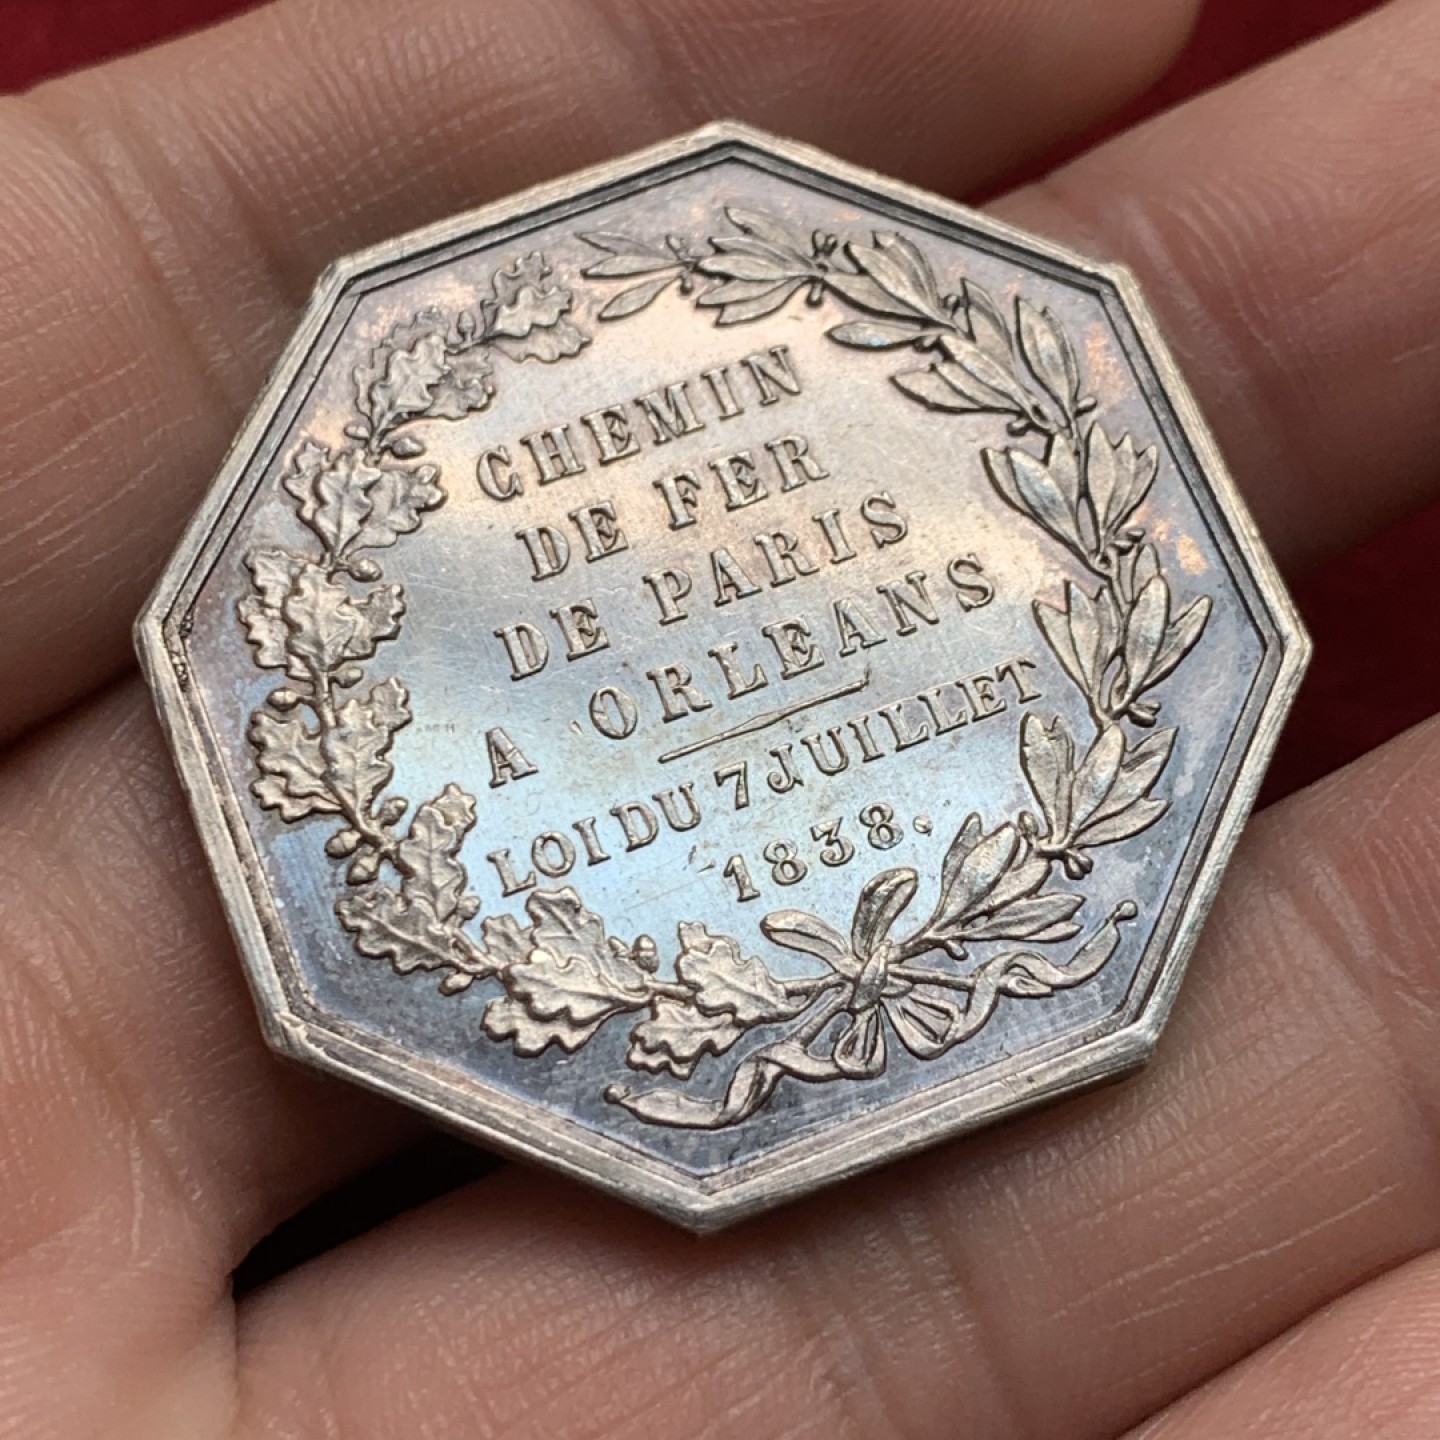 CHEMIN
DE FER
DE PARIS
A ORLEANS
LOI DU 7 JUILLET
1838.